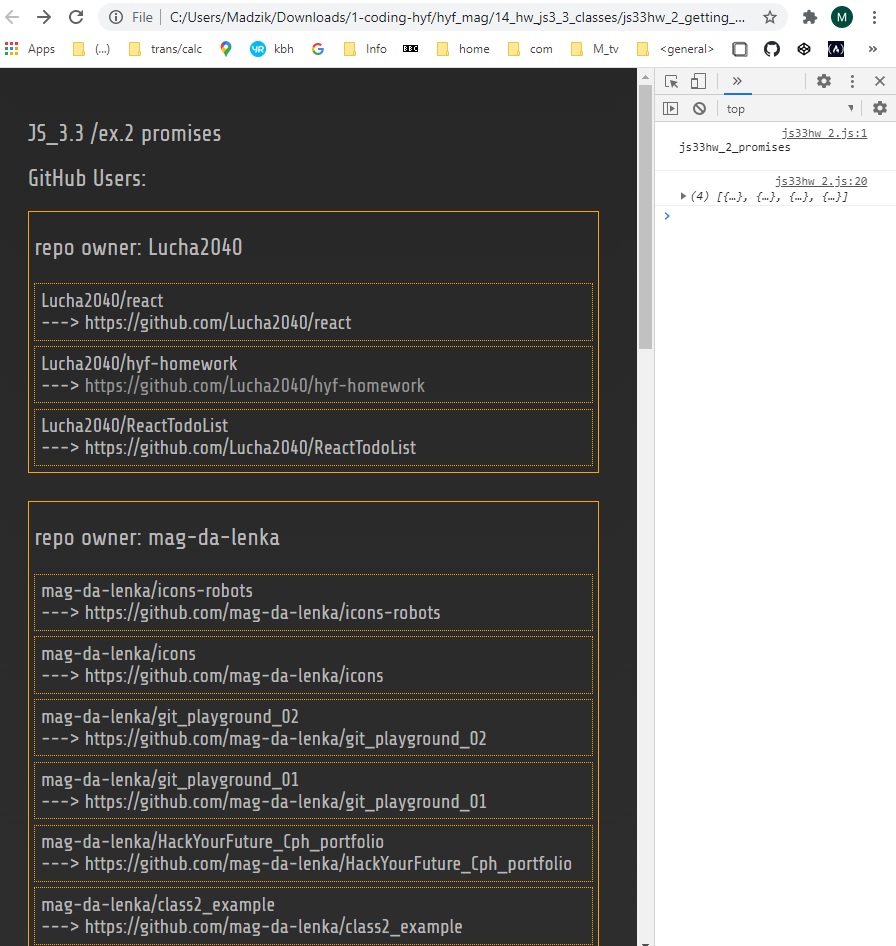 File | C:/Users/Madzik/Downloads/1-coding-hyf/hyf_mag/14_hw_js3_3_classes/js33hw_2_getting_... M
Apps (...) trans/calc YR kbh G Info BBC home com M_tv <general> (A) »
» top
js33hw_2.js:1
js33hw_2_promises
js33hw_2.js:20
(4) [{…}, {…}, {…}, {…}]
JS_3.3 /ex.2 promises
GitHub Users:
repo owner: Lucha2040
Lucha2040/react
---> https://github.com/Lucha2040/react
Lucha2040/hyf-homework
---> https://github.com/Lucha2040/hyf-homework
Lucha2040/ReactTodoList
---> https://github.com/Lucha2040/ReactTodoList
repo owner: mag-da-lenka
mag-da-lenka/icons-robots
---> https://github.com/mag-da-lenka/icons-robots
mag-da-lenka/icons
---> https://github.com/mag-da-lenka/icons
mag-da-lenka/git_playground_02
---> https://github.com/mag-da-lenka/git_playground_02
mag-da-lenka/git_playground_01
---> https://github.com/mag-da-lenka/git_playground_01
mag-da-lenka/HackYourFuture_Cph_portfolio
---> https://github.com/mag-da-lenka/HackYourFuture_Cph_portfolio
mag-da-lenka/class2_example
---> https://github.com/mag-da-lenka/class2_example